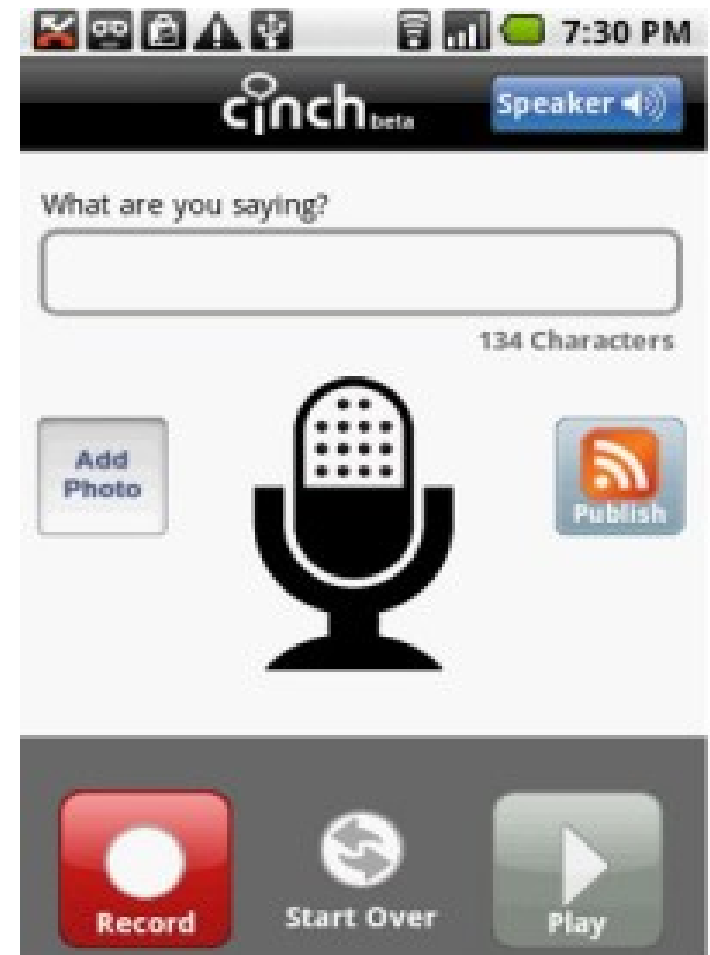 7:30 PM
cinch beta
Speaker
What are you saying?
134 Characters
Add
Photo
Publish
Record
Start Over
Play